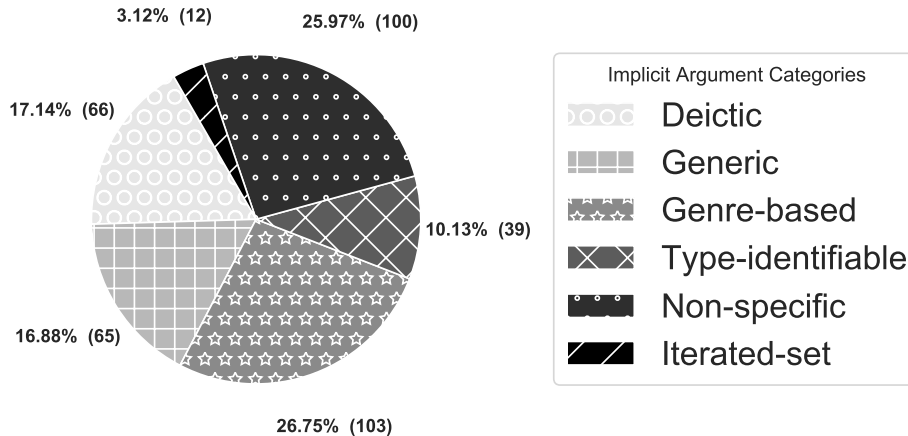 3.12% (12)
25.97% (100)
17.14% (66)
10.13% (39)
16.88% (65)
26.75% (103)
Implicit Argument Categories
Deictic
Generic
Genre-based
Type-identifiable
Non-specific
Iterated-set